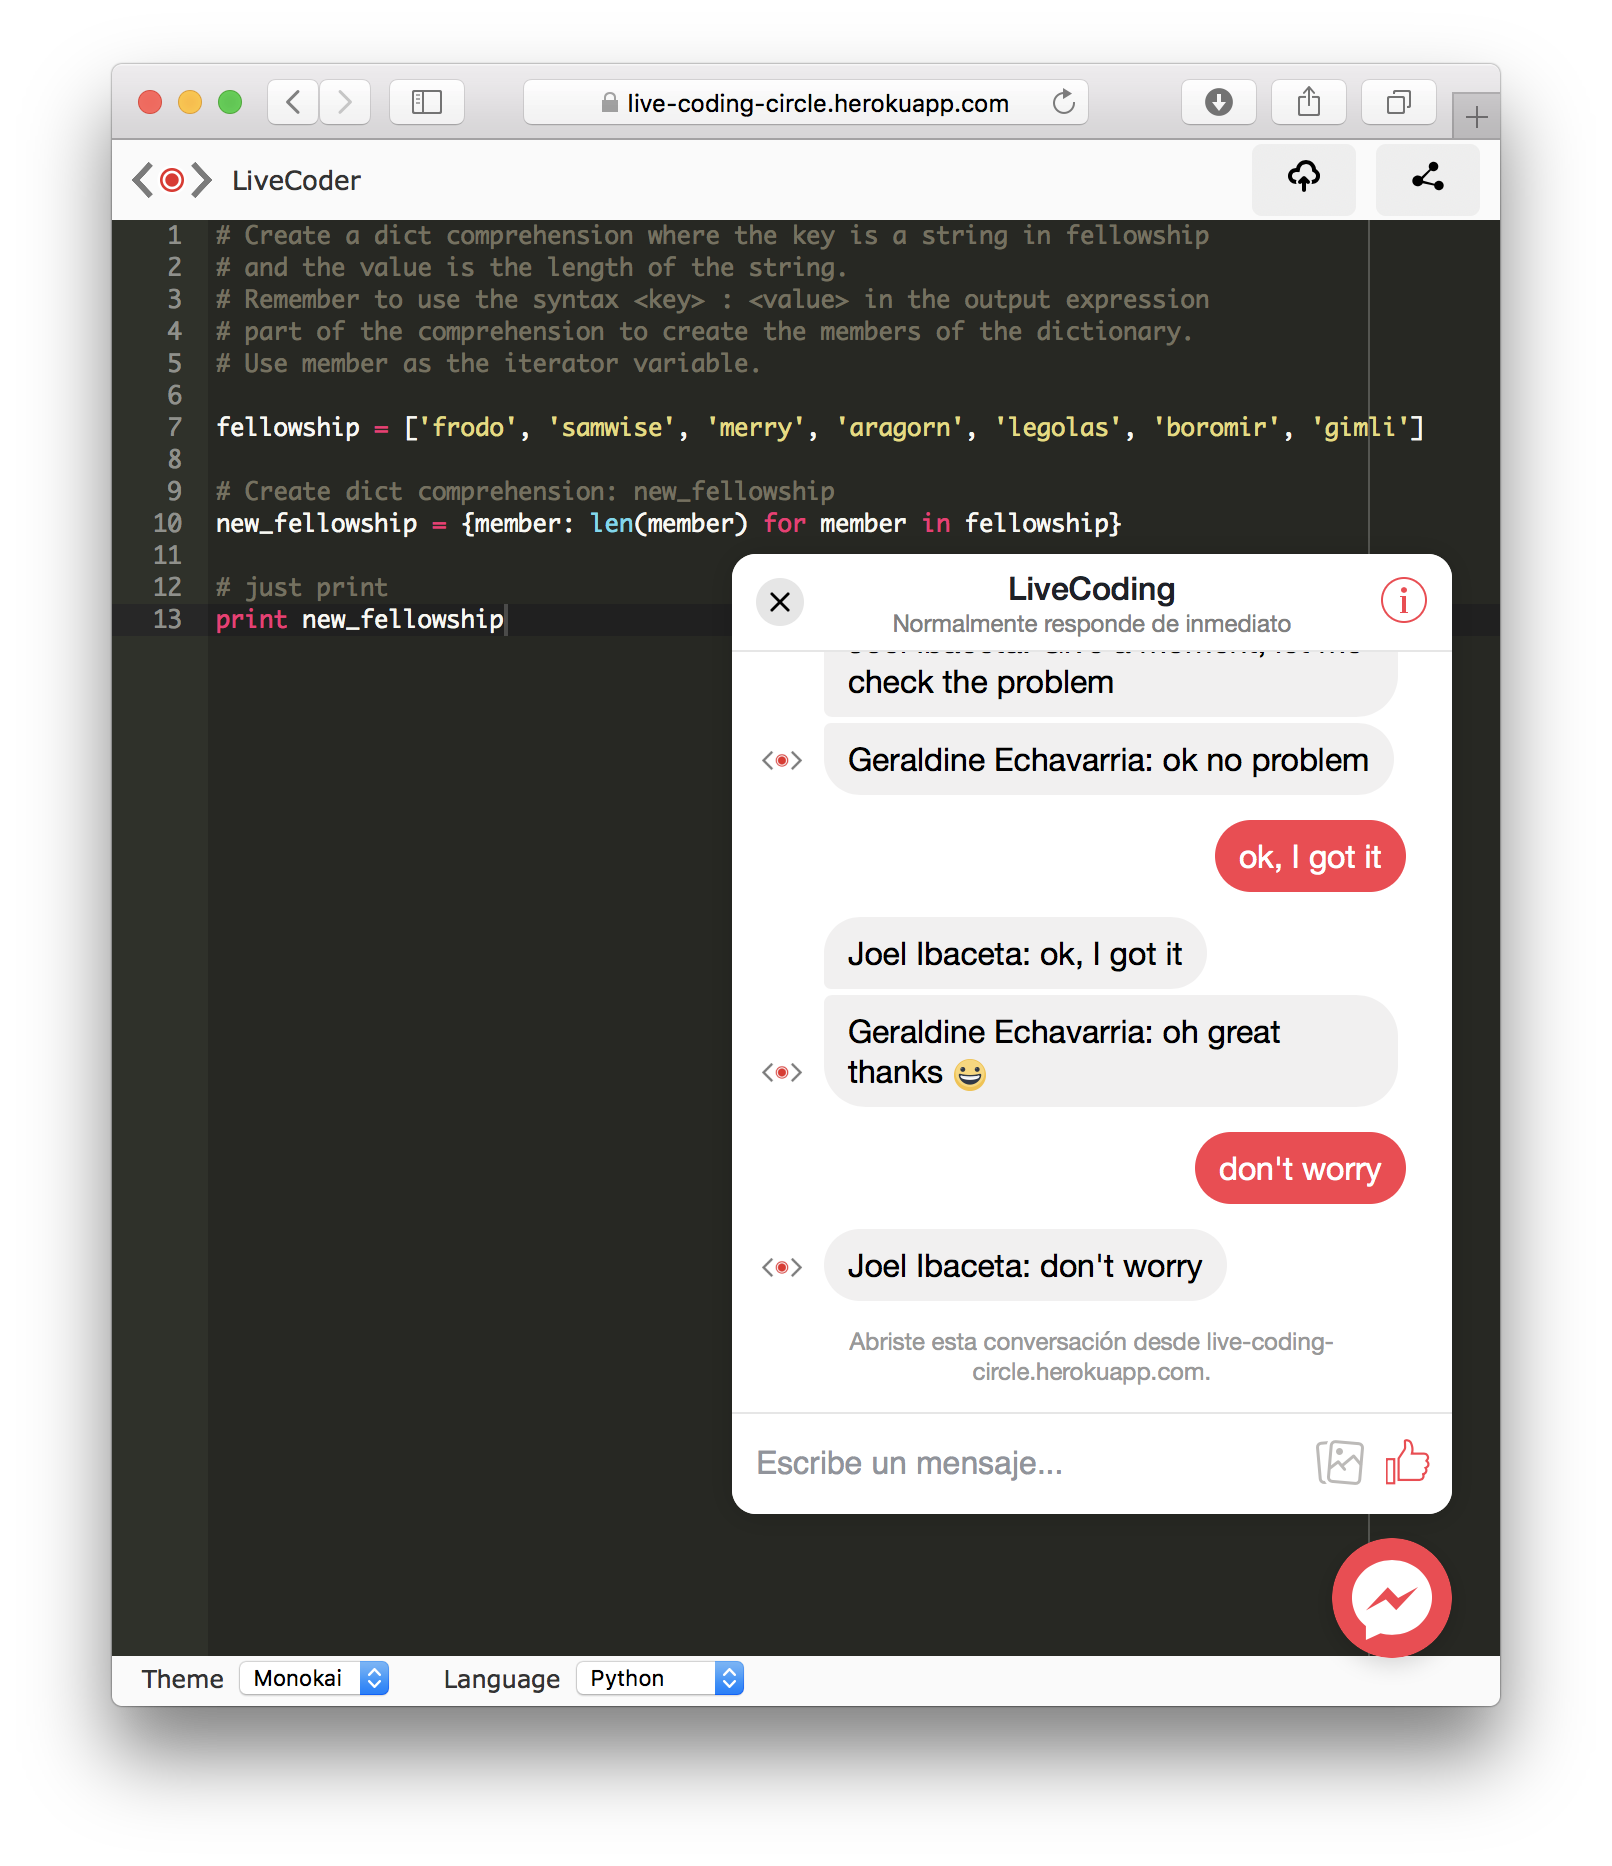 live-coding-circle.herokuapp.com
LiveCoder
1 # Create a dict comprehension where the key is a string in fellowship
2 # and the value is the length of the string.
3 # Remember to use the syntax <key> : <value> in the output expression
4 # part of the comprehension to create the members of the dictionary.
5 # Use member as the iterator variable.
6
7 fellowship = ['frodo', 'samwise', 'merry', 'aragorn', 'legolas', 'boromir', 'gimli']
8
9 # Create dict comprehension: new_fellowship
10 new_fellowship = {member: len(member) for member in fellowship}
11
12 # just print
13 print new_fellowship
LiveCoding
Normalmente responde de inmediato
check the problem
Geraldine Echavarria: ok no problem
ok, I got it
Joel Ibaceta: ok, I got it
Geraldine Echavarria: oh great
thanks 😀
don't worry
Joel Ibaceta: don't worry
Abriste esta conversación desde live-coding-
circle.herokuapp.com.
Escribe un mensaje...
Theme Monokai Language Python